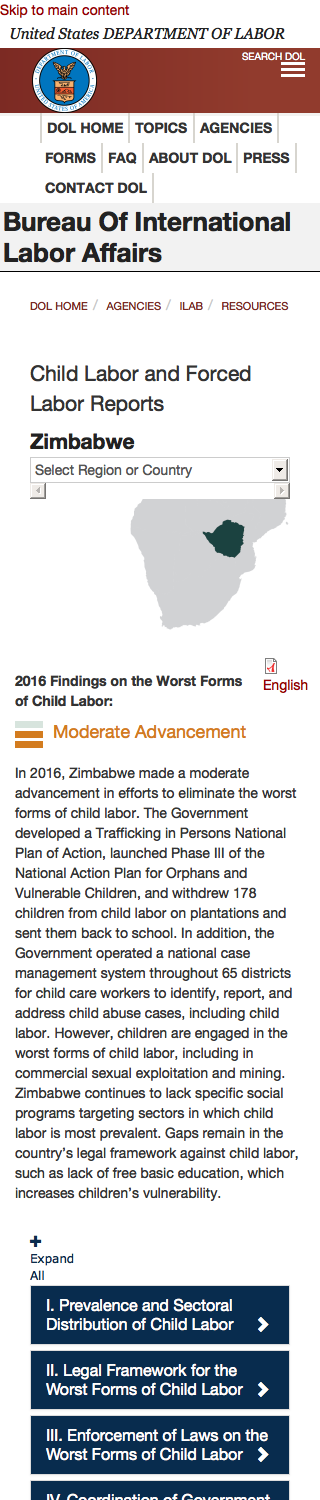 Skip to main content
United States DEPARTMENT OF LABOR
SEARCH DOL
DOL HOME TOPICS AGENCIES
FORMS FAQ ABOUT DOL PRESS
CONTACT DOL
Bureau Of International
Labor Affairs
DOL HOME / AGENCIES / ILAB / RESOURCES
Child Labor and Forced
Labor Reports
Zimbabwe
Select Region or Country
2016 Findings on the Worst Forms
of Child Labor:
English
Moderate Advancement
In 2016, Zimbabwe made a moderate
advancement in efforts to eliminate the worst
forms of child labor. The Government
developed a Trafficking in Persons National
Plan of Action, launched Phase III of the
National Action Plan for Orphans and
Vulnerable Children, and withdrew 178
children from child labor on plantations and
sent them back to school. In addition, the
Government operated a national case
management system throughout 65 districts
for child care workers to identify, report, and
address child abuse cases, including child
labor. However, children are engaged in the
worst forms of child labor, including in
commercial sexual exploitation and mining.
Zimbabwe continues to lack specific social
programs targeting sectors in which child
labor is most prevalent. Gaps remain in the
country’s legal framework against child labor,
such as lack of free basic education, which
increases children’s vulnerability.
Expand
All
I. Prevalence and Sectoral
Distribution of Child Labor
II. Legal Framework for the
Worst Forms of Child Labor
III. Enforcement of Laws on the
Worst Forms of Child Labor
IV. Coordination of Government